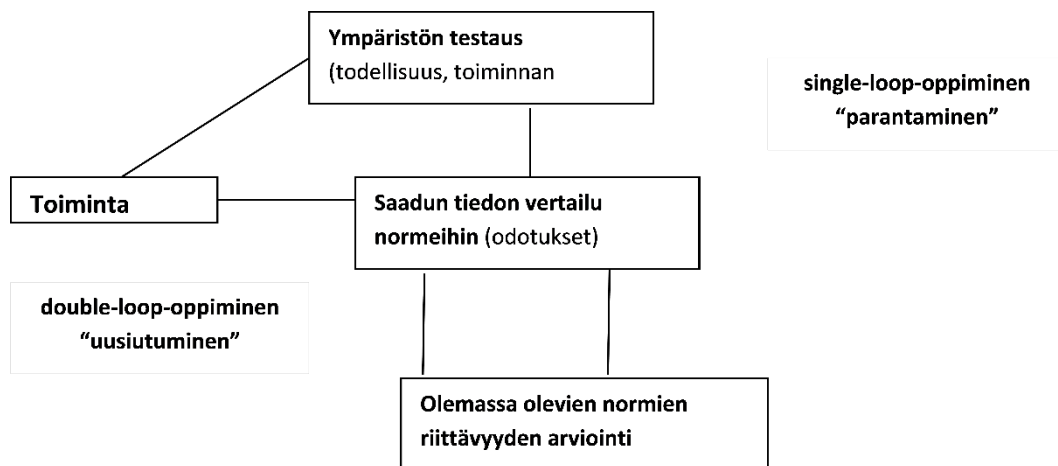 Ympäristön testaus
(todellisuus, toiminnan
single-loop-oppiminen
“parantaminen”
Toiminta
Saadun tiedon vertailu
normeihin (odotukset)
double-loop-oppiminen
“uusiutuminen”
Olemassa olevien normien
riittävyyden arviointi